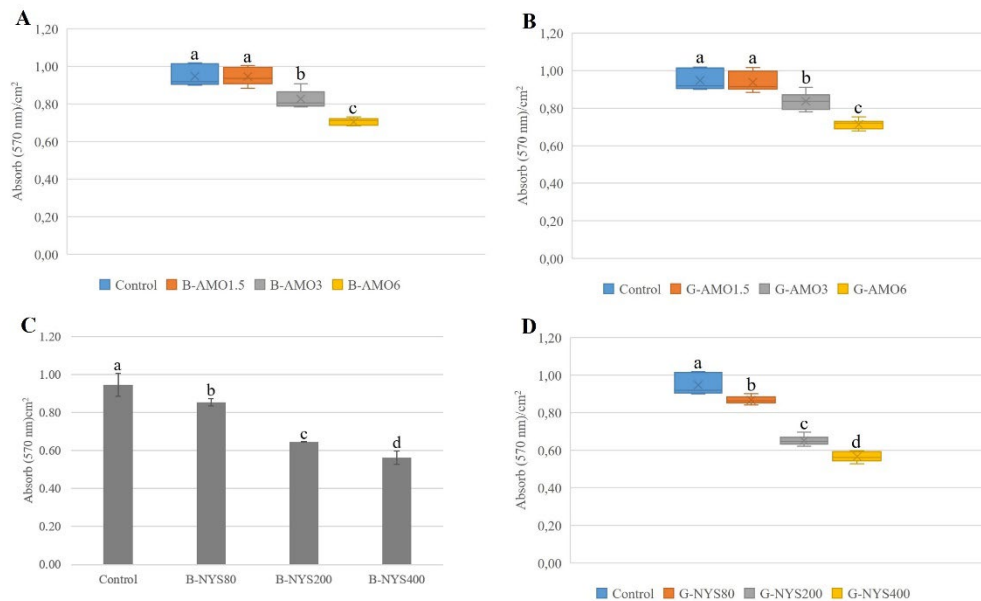 A
Absorb (570 nm)/cm²
1,20
1,00
0,80
0,60
0,40
0,20
0,00
a
a
b
c
Control B-AMO1.5 B-AMO3 B-AMO6
B
Absorb (570 nm)/cm²
1,20
1,00
0,80
0,60
0,40
0,20
0,00
a
a
b
c
Control G-AMO1.5 G-AMO3 G-AMO6
C
Absorb (570 nm)cm²
1.20
1.00
0.80
0.60
0.40
0.20
0.00
a
b
c
d
Control B-NYS80 B-NYS200 B-NYS400
D
Absorb (570 nm)/cm²
1,20
1,00
0,80
0,60
0,40
0,20
0,00
a
b
c
d
Control G-NYS80 G-NYS200 G-NYS400